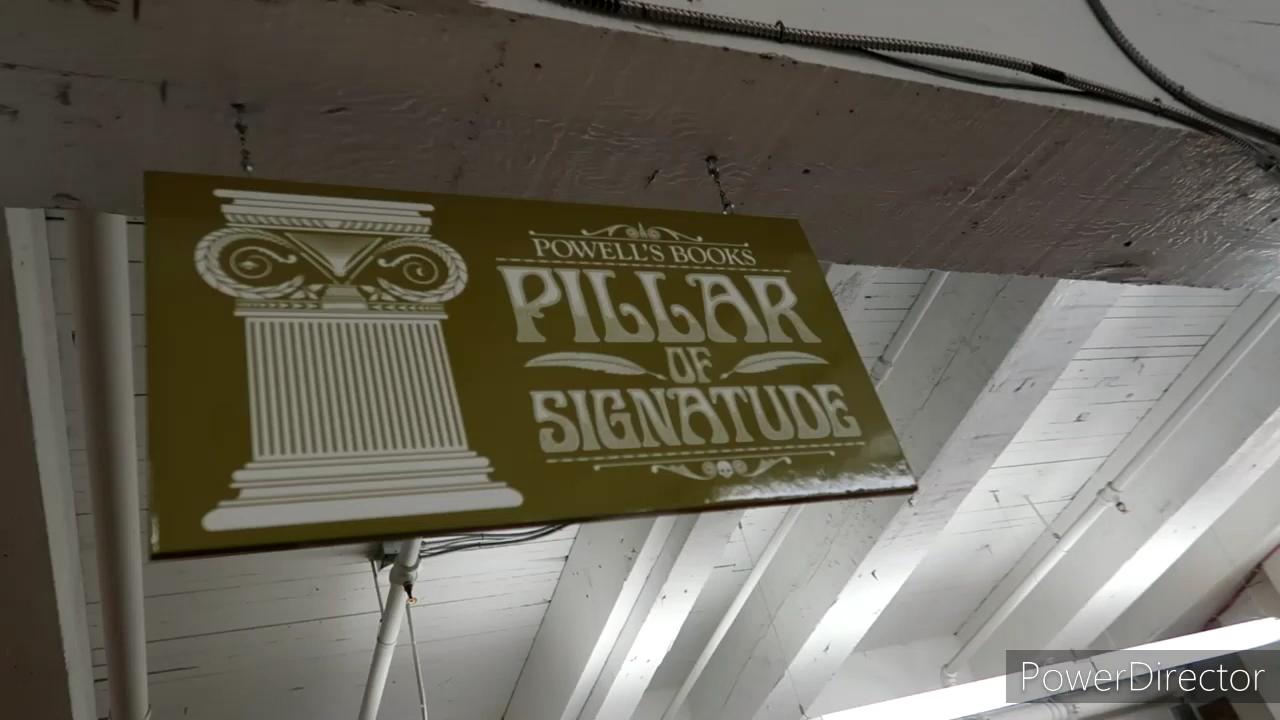 POWELL'S BOOKS
PILLAR
OF
SIGNATUDE
PowerDirector